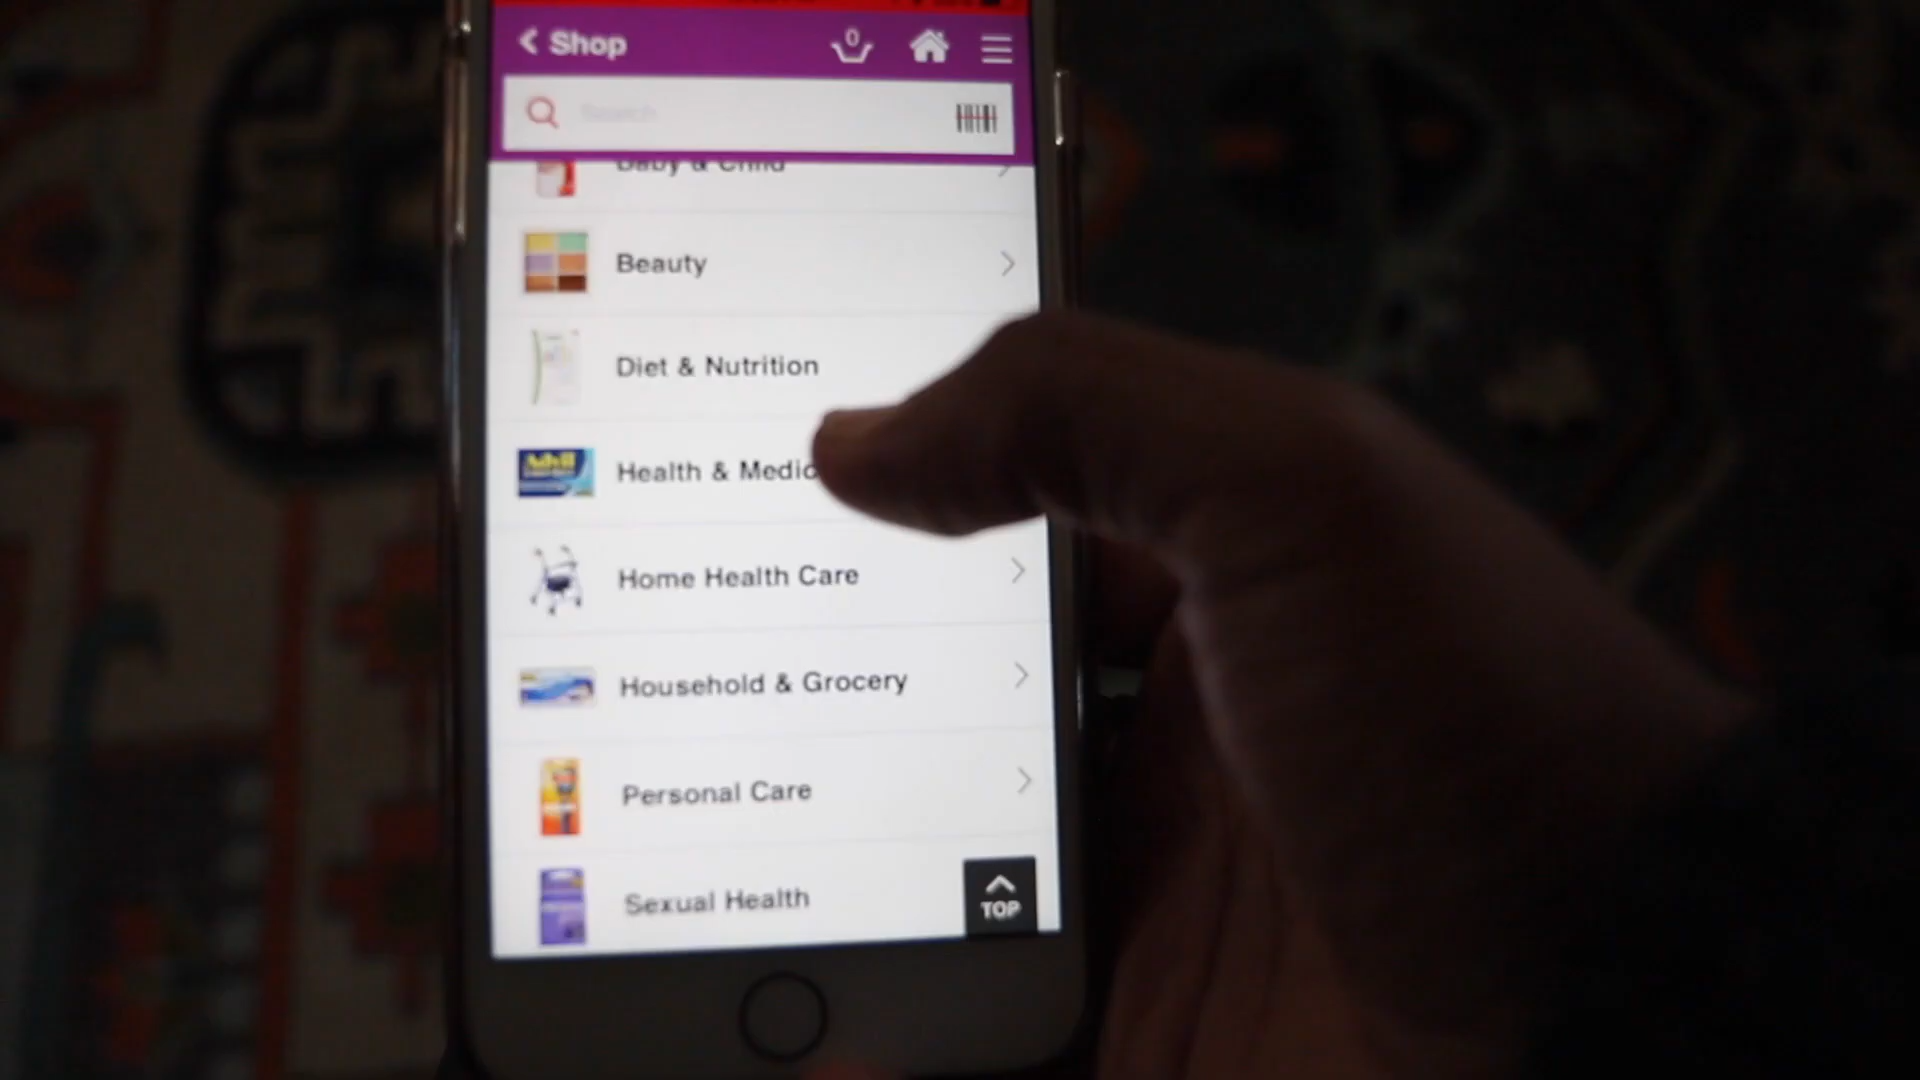 Shop
0
Search
Baby & Child
Beauty
Diet & Nutrition
Advil
Health & Medic
Home Health Care
Household & Grocery
Personal Care
Sexual Health
TOP